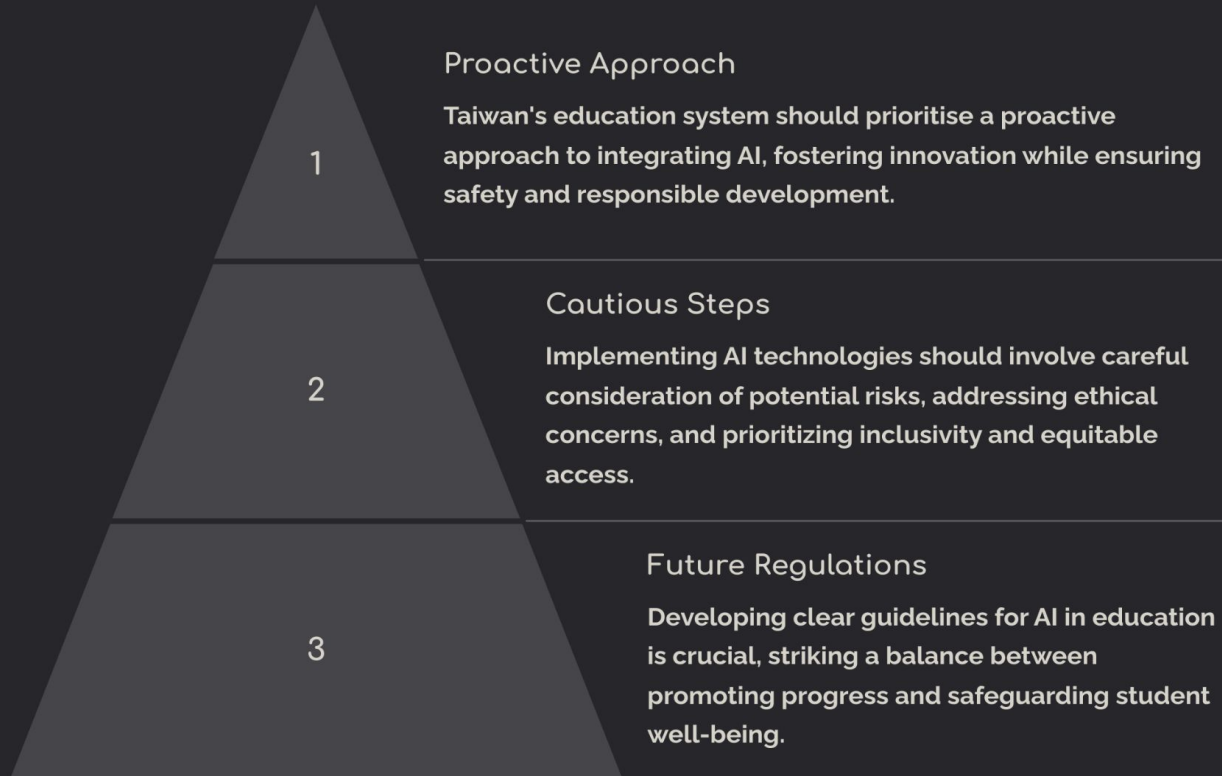 1
Proactive Approach
Taiwan's education system should prioritise a proactive
approach to integrating AI, fostering innovation while ensuring
safety and responsible development.
2
Cautious Steps
Implementing AI technologies should involve careful
consideration of potential risks, addressing ethical
concerns, and prioritizing inclusivity and equitable
access.
3
Future Regulations
Developing clear guidelines for AI in education
is crucial, striking a balance between
promoting progress and safeguarding student
well-being.